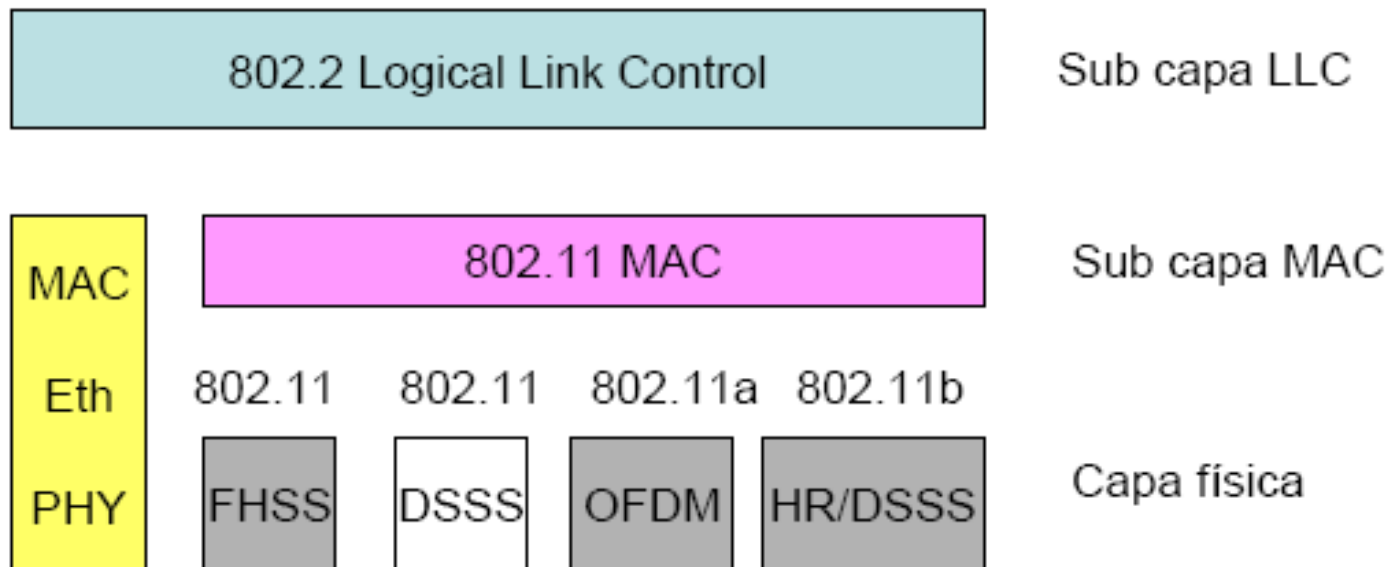 802.2 Logical Link Control
Sub capa LLC
MAC
Eth
PHY
802.11 MAC
Sub capa MAC
802.11
802.11
802.11a
802.11b
FHSS
DSSS
OFDM
HR/DSSS
Capa física